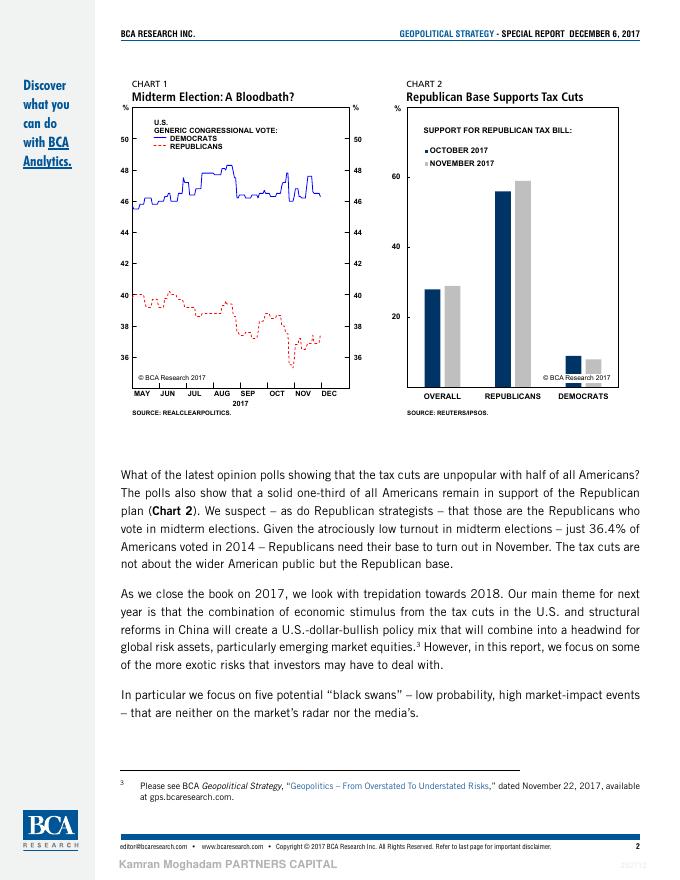 BCA RESEARCH INC.
GEOPOLITICAL STRATEGY - SPECIAL REPORT DECEMBER 6, 2017
Discover
what you
can do
with BCA
Analytics.
CHART 1
Midterm Election: A Bloodbath?
% %
U.S.
GENERIC CONGRESSIONAL VOTE:
DEMOCRATS
REPUBLICANS
50 50
48 48
46 46
44 44
42 42
40 40
38 38
36 36
© BCA Research 2017
MAY JUN JUL AUG SEP OCT NOV DEC
2017
SOURCE: REALCLEARPOLITICS.
CHART 2
Republican Base Supports Tax Cuts
%
SUPPORT FOR REPUBLICAN TAX BILL:
OCTOBER 2017
NOVEMBER 2017
60
40
20
© BCA Research 2017
OVERALL REPUBLICANS DEMOCRATS
SOURCE: REUTERS/IPSOS.
What of the latest opinion polls showing that the tax cuts are unpopular with half of all Americans?
The polls also show that a solid one-third of all Americans remain in support of the Republican
plan (Chart 2). We suspect – as do Republican strategists – that those are the Republicans who
vote in midterm elections. Given the atrociously low turnout in midterm elections – just 36.4% of
Americans voted in 2014 – Republicans need their base to turn out in November. The tax cuts are
not about the wider American public but the Republican base.
As we close the book on 2017, we look with trepidation towards 2018. Our main theme for next
year is that the combination of economic stimulus from the tax cuts in the U.S. and structural
reforms in China will create a U.S.-dollar-bullish policy mix that will combine into a headwind for
global risk assets, particularly emerging market equities.3 However, in this report, we focus on some
of the more exotic risks that investors may have to deal with.
In particular we focus on five potential “black swans” – low probability, high market-impact events
– that are neither on the market’s radar nor the media’s.
3 Please see BCA Geopolitical Strategy, “Geopolitics – From Overstated To Understated Risks,” dated November 22, 2017, available
at gps.bcaresearch.com.
BCA
RESEARCH
editor@bcaresearch.com • www.bcaresearch.com • Copyright © 2017 BCA Research Inc. All Rights Reserved. Refer to last page for important disclaimer.
2
Kamran Moghadam PARTNERS CAPITAL